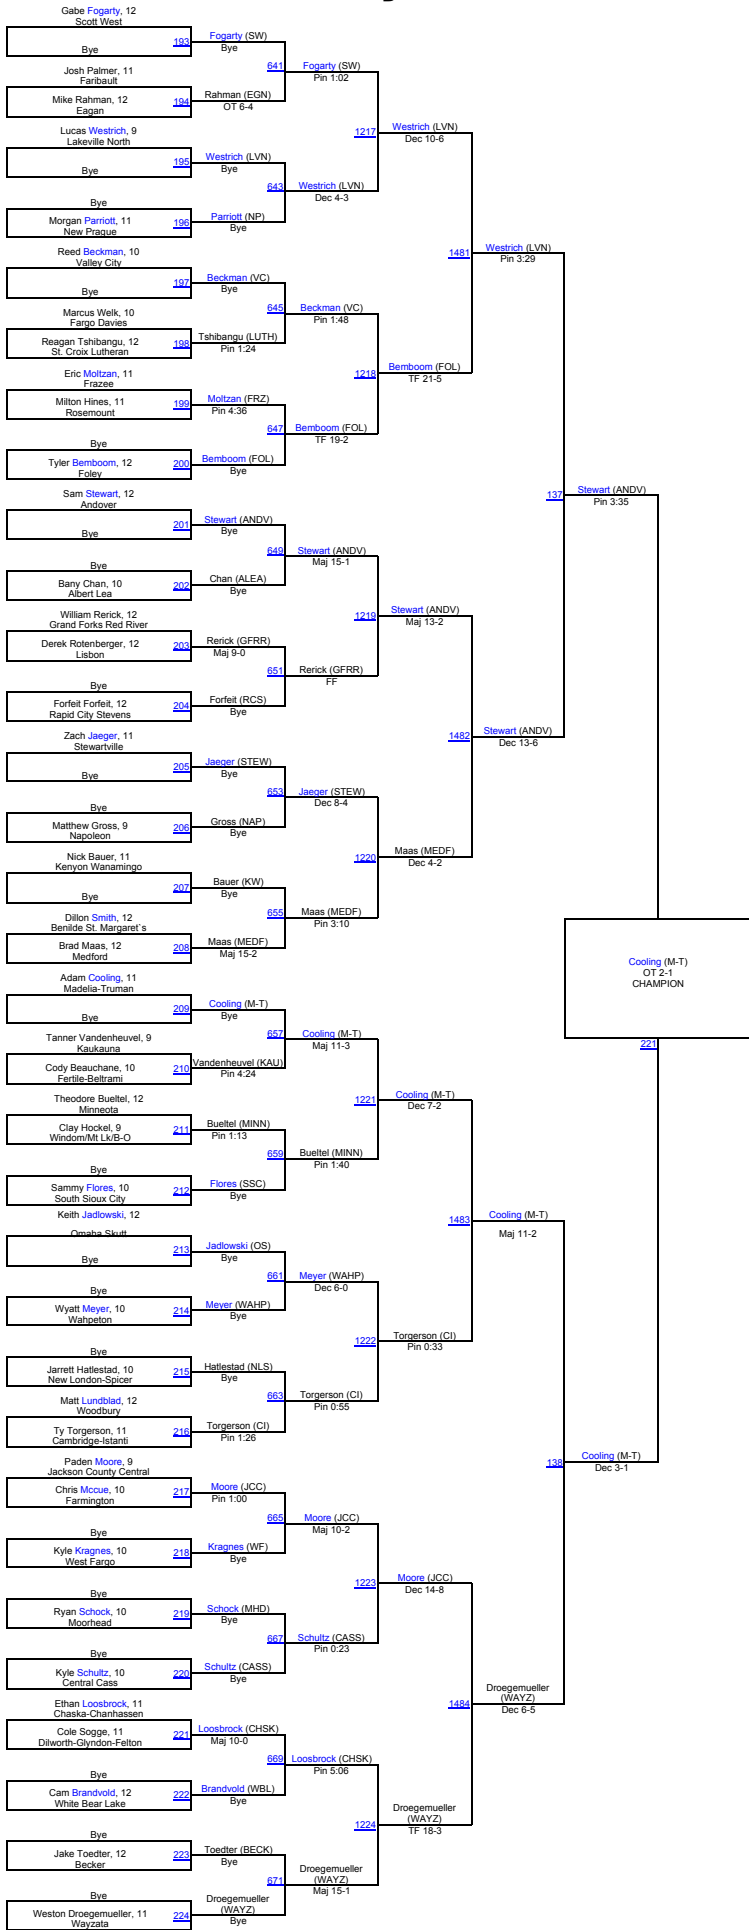 Gabe Fogarty, 12
Scott West
193
Bye
Fogarty (SW)
Bye
641
Josh Palmer, 11
Faribault
Mike Rahman, 12
Eagan
194
Rahman (EGN)
OT 6-4
Fogarty (SW)
Pin 1:02
1217
Lucas Westrich, 9
Lakeville North
195
Bye
Westrich (LVN)
Bye
643
Bye
Morgan Parriott, 11
New Prague
196
Parriott (NP)
Bye
Westrich (LVN)
Dec 4-3
Westrich (LVN)
Dec 10-6
1481
Reed Beckman, 10
Valley City
197
Bye
Beckman (VC)
Bye
645
Marcus Welk, 10
Fargo Davies
Reagan Tshibangu, 12
St. Croix Lutheran
198
Tshibangu (LUTH)
Pin 1:24
Beckman (VC)
Pin 1:48
1218
Eric Moltzan, 11
Frazee
Milton Hines, 11
Rosemount
199
Moltzan (FRZ)
Pin 4:36
647
Bye
Tyler Bemboom, 12
Foley
200
Bemboom (FOL)
Bye
Bemboom (FOL)
TF 19-2
Bemboom (FOL)
TF 21-5
Westrich (LVN)
Pin 3:29
137
Sam Stewart, 12
Andover
201
Bye
Stewart (ANDV)
Bye
649
Bye
Bany Chan, 10
Albert Lea
202
Chan (ALEA)
Bye
Stewart (ANDV)
Maj 15-1
1219
William Rerick, 12
Grand Forks Red River
Derek Rotenberger, 12
Lisbon
203
Rerick (GFRR)
Maj 9-0
651
Bye
Forfeit Forfeit, 12
Rapid City Stevens
204
Forfeit (RCS)
Bye
Rerick (GFRR)
FF
Stewart (ANDV)
Maj 13-2
1482
Zach Jaeger, 11
Stewartville
205
Bye
Jaeger (STEW)
Bye
653
Bye
Matthew Gross, 9
Napoleon
206
Gross (NAP)
Bye
Jaeger (STEW)
Dec 8-4
1220
Nick Bauer, 11
Kenyon Wanamingo
207
Bye
Bauer (KW)
Bye
655
Dillon Smith, 12
Benilde St. Margaret`s
Brad Maas, 12
Medford
208
Maas (MEDF)
Maj 15-2
Maas (MEDF)
Pin 3:10
Maas (MEDF)
Dec 4-2
Stewart (ANDV)
Dec 13-6
Stewart (ANDV)
Pin 3:35
Cooling (M-T)
OT 2-1
CHAMPION
221
Adam Cooling, 11
Madelia-Truman
209
Bye
Cooling (M-T)
Bye
657
Tanner Vandenheuvel, 9
Kaukauna
Cody Beauchane, 10
Fertile-Beltrami
210
Vandenheuvel (KAU)
Pin 4:24
Cooling (M-T)
Maj 11-3
1221
Theodore Bueltel, 12
Minneota
Clay Hockel, 9
Windom/Mt Lk/B-O
211
Bueltel (MINN)
Pin 1:13
659
Bye
Sammy Flores, 10
South Sioux City
212
Flores (SSC)
Bye
Bueltel (MINN)
Pin 1:40
Cooling (M-T)
Dec 7-2
1483
Keith Jadlowski, 12
Omaha Skutt
213
Bye
Jadlowski (OS)
Bye
661
Bye
Wyatt Meyer, 10
Wahpeton
214
Meyer (WAHP)
Bye
Meyer (WAHP)
Dec 6-0
1222
Bye
Jarrett Hatlestad, 10
New London-Spicer
215
Hatlestad (NLS)
Bye
663
Matt Lundblad, 12
Woodbury
Ty Torgerson, 11
Cambridge-Istanti
216
Torgerson (CI)
Pin 1:26
Torgerson (CI)
Pin 0:55
Torgerson (CI)
Pin 0:33
Cooling (M-T)
Maj 11-2
138
Paden Moore, 9
Jackson County Central
Chris Mccue, 10
Farmington
217
Moore (JCC)
Pin 1:00
665
Bye
Kyle Kragnes, 10
West Fargo
218
Kragnes (WF)
Bye
Moore (JCC)
Maj 10-2
1223
Bye
Ryan Schock, 10
Moorhead
219
Schock (MHD)
Bye
667
Bye
Kyle Schultz, 10
Central Cass
220
Schultz (CASS)
Bye
Schultz (CASS)
Pin 0:23
Moore (JCC)
Dec 14-8
1484
Ethan Loosbrock, 11
Chaska-Chanhassen
Cole Sogge, 11
Dilworth-Glyndon-Felton
221
Loosbrock (CHSK)
Maj 10-0
669
Bye
Cam Brandvold, 12
White Bear Lake
222
Brandvold (WBL)
Bye
Loosbrock (CHSK)
Pin 5:06
1224
Bye
Jake Toedter, 12
Becker
223
Toedter (BECK)
Bye
671
Bye
Weston Droegemueller, 11
Wayzata
224
Droegemueller
(WAYZ)
Bye
Droegemueller
(WAYZ)
Maj 15-1
Droegemueller
(WAYZ)
TF 18-3
Droegemueller
(WAYZ)
Dec 6-5
Cooling (M-T)
Dec 3-1